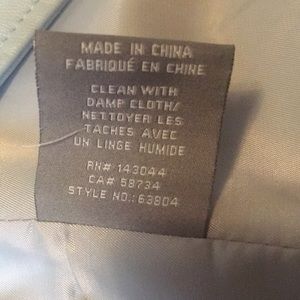 MADE IN CHINA
FABRIQUÉ EN CHINE
CLEAN WITH
DAMP CLOTH/
NETTOYER LES
TACHES AVEC
UN LINGE HUMIDE
RN# 143044
CA# 58734
STYLE NO.:63804